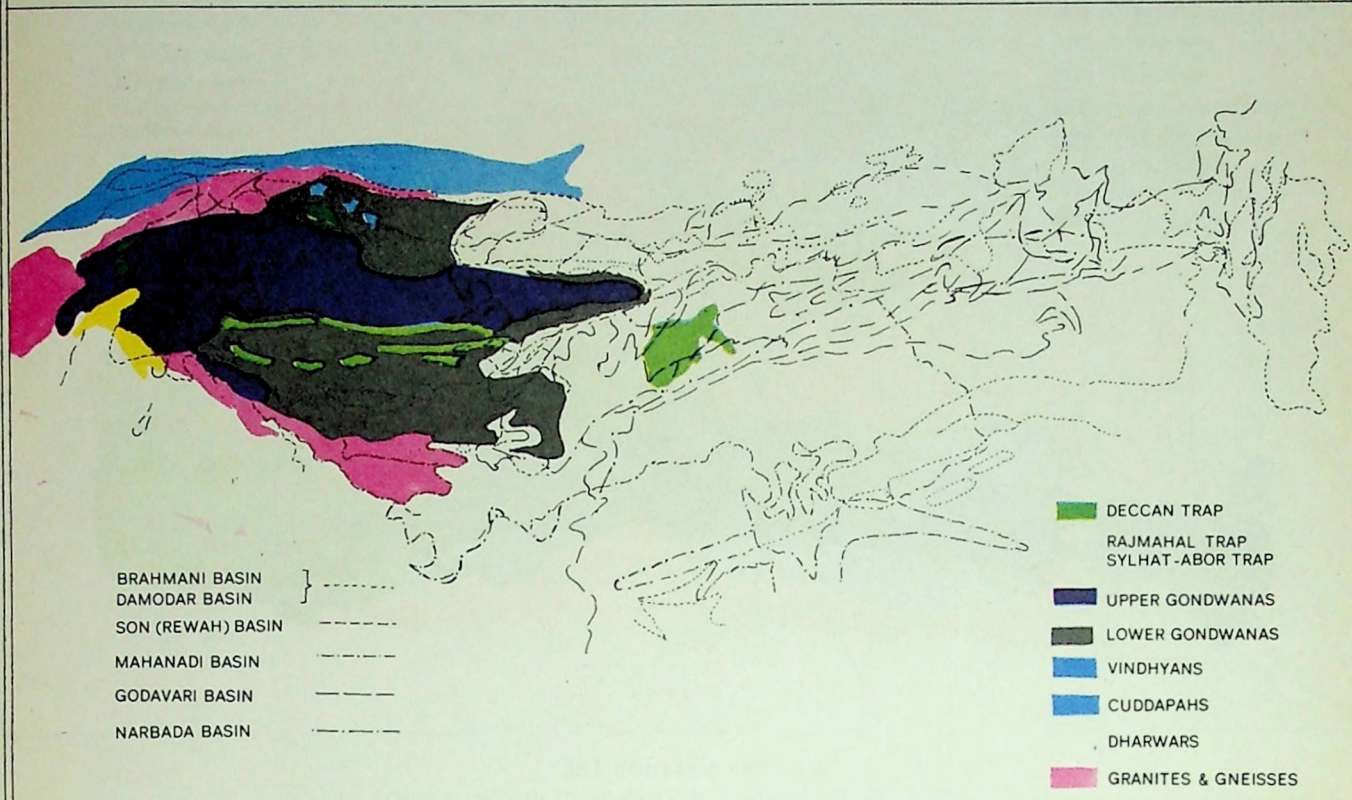 BRAHMANI BASIN
DAMODAR BASIN
SON (REWAH) BASIN
MAHANADI BASIN
GODAVARI BASIN
NARBADA BASIN
DECCAN TRAP
RAJMAHAL TRAP
SYLHAT-ABOR TRAP
UPPER GONDWANAS
LOWER GONDWANAS
VINDHYANS
CUDDAPAHS
DHARWARS
GRANITES & GNEISSES